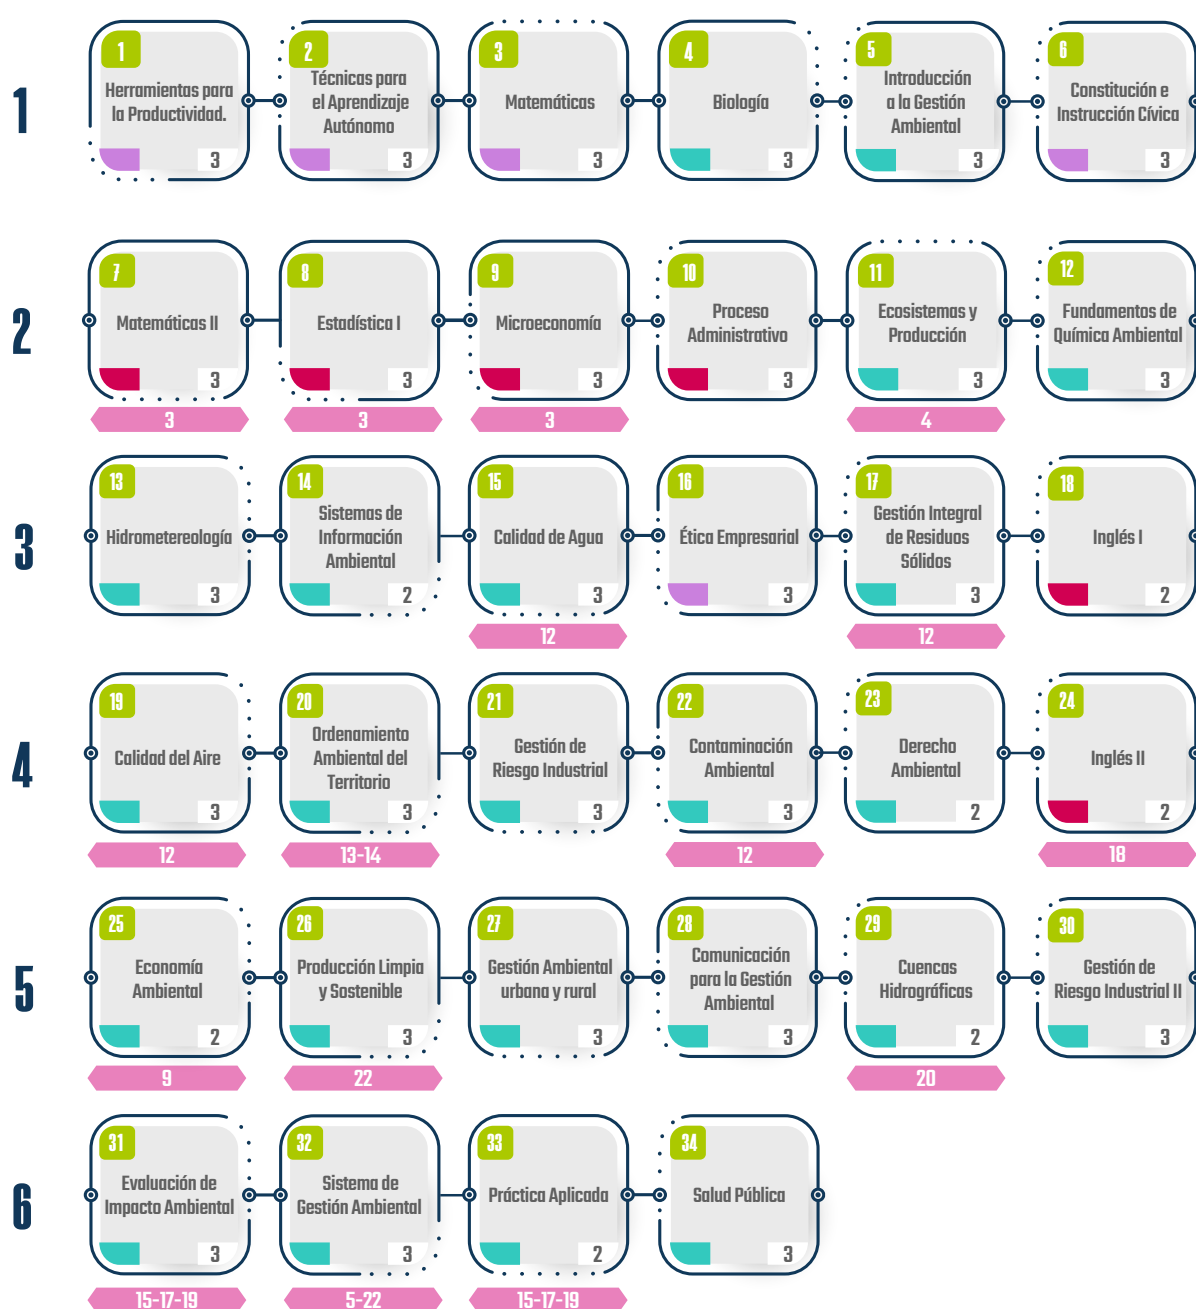 1
1
Herramientas para
la Productividad.
3
2
Técnicas para
el Aprendizaje
Autónomo
3
3
Matemáticas
3
4
Biología
3
5
Introducción
a la Gestión
Ambiental
3
6
Constitución e
Instrucción Cívica
3
2
7
Matemáticas II
3
3
8
Estadística I
3
3
9
Microeconomía
3
3
10
Proceso
Administrativo
3
11
Ecosistemas y
Producción
3
4
12
Fundamentos de
Química Ambiental
3
3
13
Hidrometereología
3
14
Sistemas de
Información
Ambiental
2
15
Calidad de Agua
3
12
16
Ética Empresarial
3
17
Gestión Integral
de Residuos
Sólidos
3
12
18
Inglés I
2
4
19
Calidad del Aire
3
12
20
Ordenamiento
Ambiental del
Territorio
3
13-14
21
Gestión de
Riesgo Industrial
3
22
Contaminación
Ambiental
3
12
23
Derecho
Ambiental
2
24
Inglés II
2
18
5
25
Economía
Ambiental
2
9
26
Producción Limpia
y Sostenible
3
22
27
Gestión Ambiental
urbana y rural
3
28
Comunicación
para la Gestión
Ambiental
3
29
Cuencas
Hidrográficas
2
20
30
Gestión de
Riesgo Industrial II
3
6
31
Evaluación de
Impacto Ambiental
3
15-17-19
32
Sistema de
Gestión Ambiental
3
5-22
33
Práctica Aplicada
2
15-17-19
34
Salud Pública
3